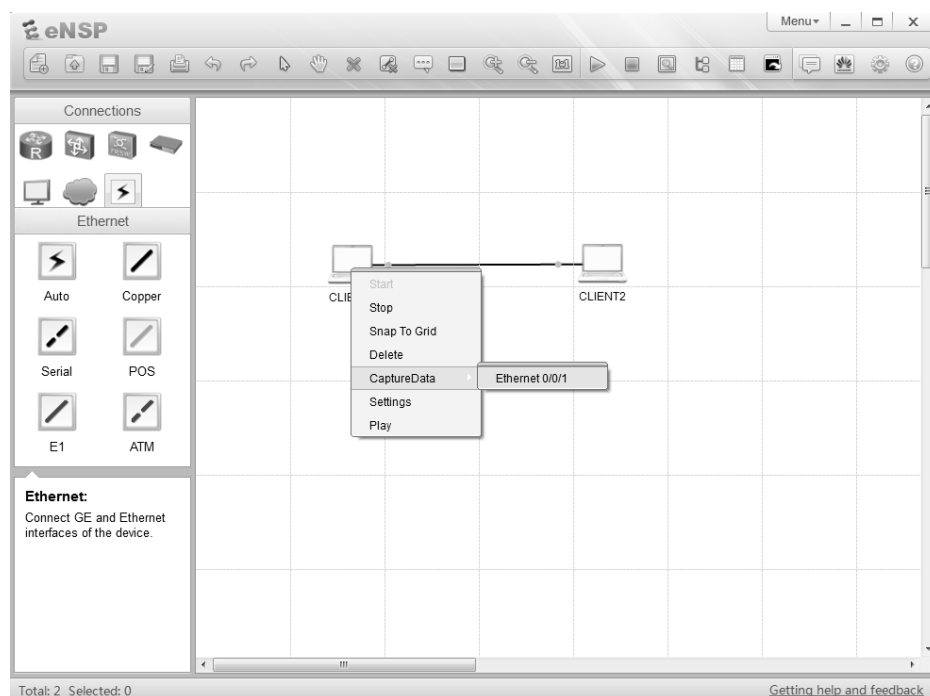 eNSP
Menu
Connections
R
Ethernet
Auto
Copper
Serial
POS
E1
ATM
Ethernet:
Connect GE and Ethernet
interfaces of the device.
CLIE
CLIENT2
Start
Stop
Snap To Grid
Delete
CaptureData
Ethernet 0/0/1
Settings
Play
Total: 2 Selected: 0
Getting help and feedback